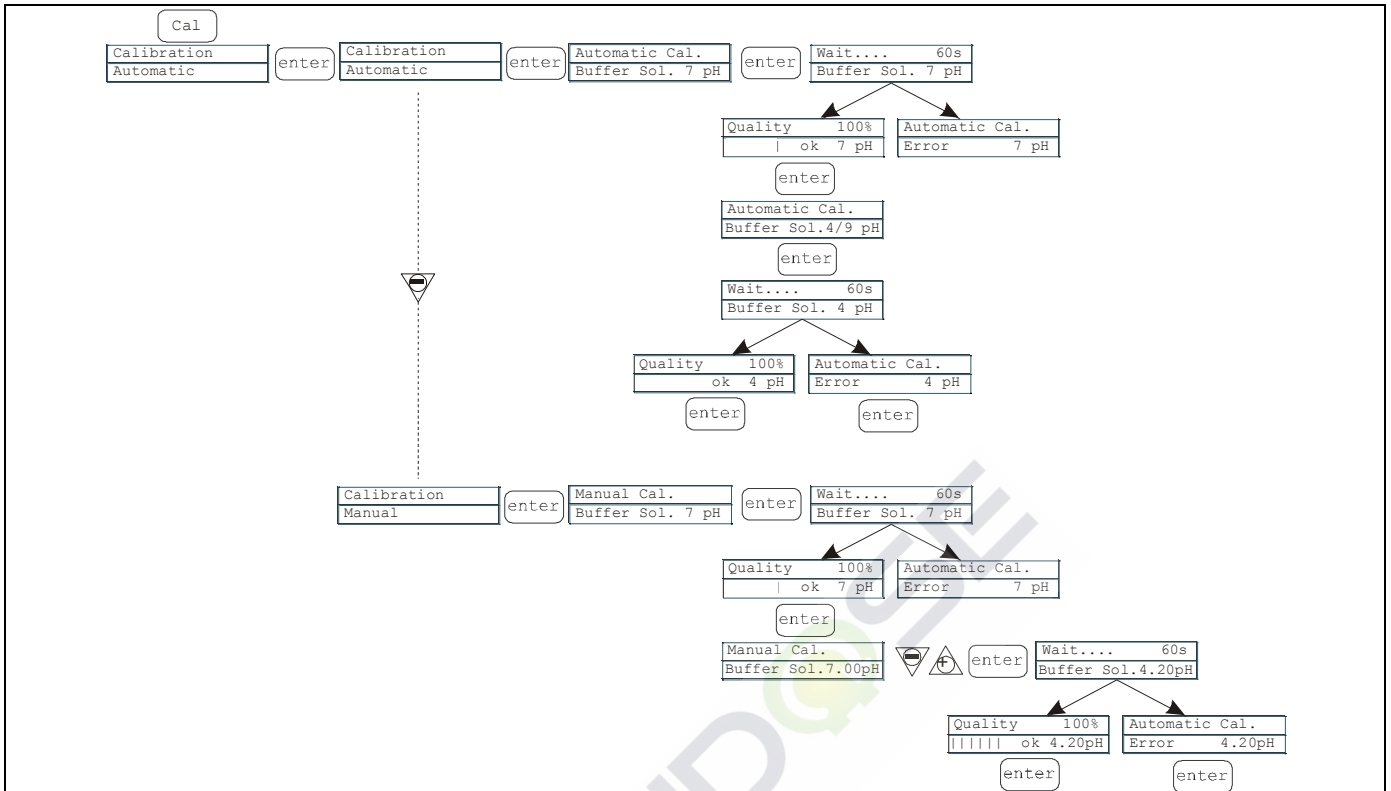 Cal
Calibration
Automatic
enter
Calibration
Automatic
enter
Automatic Cal.
Buffer Sol. 7 pH
enter
Wait.... 60s
Buffer Sol. 7 pH
Quality 100%
| ok 7 pH
Automatic Cal.
Error 7 pH
enter
Automatic Cal.
Buffer Sol.4/9 pH
enter
Wait.... 60s
Buffer Sol. 4 pH
Quality 100%
ok 4 pH
Automatic Cal.
Error 4 pH
enter
enter
Calibration
Manual
enter
Manual Cal.
Buffer Sol. 7 pH
enter
Wait.... 60s
Buffer Sol. 7 pH
Quality 100%
| ok 7 pH
Automatic Cal.
Error 7 pH
enter
Manual Cal.
Buffer Sol.7.00pH
enter
Wait.... 60s
Buffer Sol.4.20pH
Quality 100%
|||||| ok 4.20pH
Automatic Cal.
Error 4.20pH
enter
enter